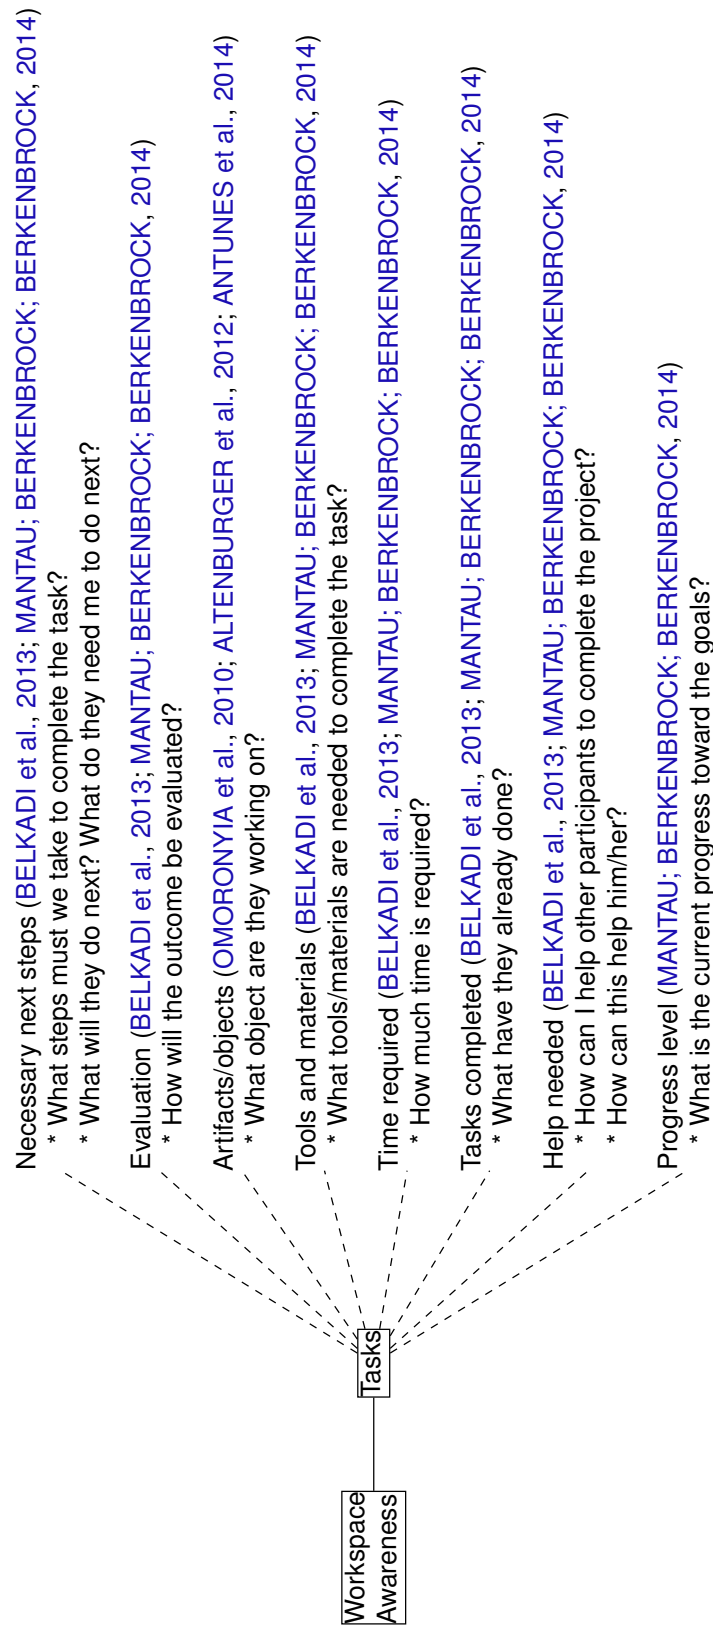 Necessary next steps (BELKADI et al., 2013; MANTAU; BERKENBROCK; BERKENBROCK, 2014)
* What steps must we take to complete the task?
* What will they do next? What do they need me to do next?
Evaluation (BELKADI et al., 2013; MANTAU; BERKENBROCK; BERKENBROCK, 2014)
* How will the outcome be evaluated?
Artifacts/objects (OMORONYIA et al., 2010; ALTENBURGER et al., 2012; ANTUNES et al., 2014)
* What object are they working on?
Tools and materials (BELKADI et al., 2013; MANTAU; BERKENBROCK; BERKENBROCK, 2014)
* What tools/materials are needed to complete the task?
Workspace
Awareness
Tasks
Time required (BELKADI et al., 2013; MANTAU; BERKENBROCK; BERKENBROCK, 2014)
* How much time is required?
Tasks completed (BELKADI et al., 2013; MANTAU; BERKENBROCK; BERKENBROCK, 2014)
* What have they already done?
Help needed (BELKADI et al., 2013; MANTAU; BERKENBROCK; BERKENBROCK, 2014)
* How can I help other participants to complete the project?
* How can this help him/her?
Progress level (MANTAU; BERKENBROCK; BERKENBROCK, 2014)
* What is the current progress toward the goals?